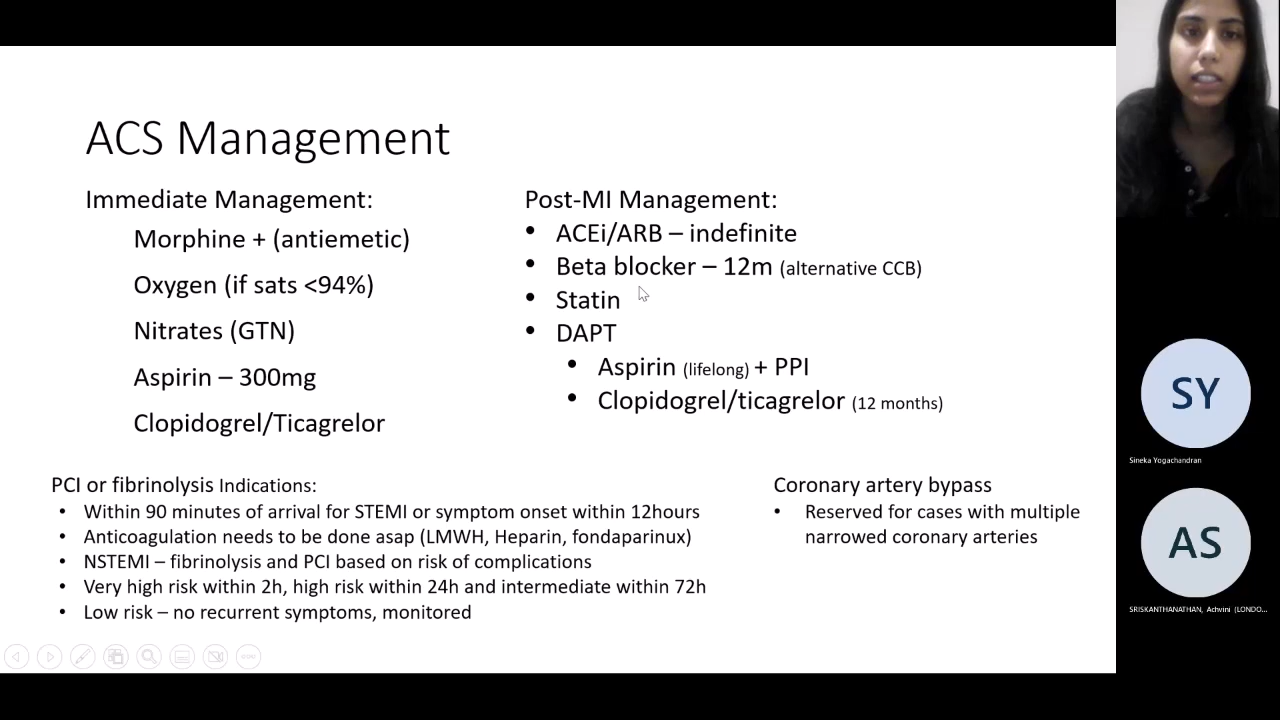 ACS Management
Immediate Management:
Morphine + (antiemetic)
Oxygen (if sats <94%)
Nitrates (GTN)
Aspirin – 300mg
Clopidogrel/Ticagrelor
Post-MI Management:
• ACEi/ARB – indefinite
• Beta blocker – 12m (alternative CCB)
• Statin
• DAPT
• Aspirin (lifelong) + PPI
• Clopidogrel/ticagrelor (12 months)
PCI or fibrinolysis Indications:
• Within 90 minutes of arrival for STEMI or symptom onset within 12hours
• Anticoagulation needs to be done asap (LMWH, Heparin, fondaparinux)
• NSTEMI – fibrinolysis and PCI based on risk of complications
• Very high risk within 2h, high risk within 24h and intermediate within 72h
• Low risk – no recurrent symptoms, monitored
Coronary artery bypass
• Reserved for cases with multiple
narrowed coronary arteries
SY
Sineka Yogachandran
AS
SRISKANTHANATHAN, Achvini (LONDO...